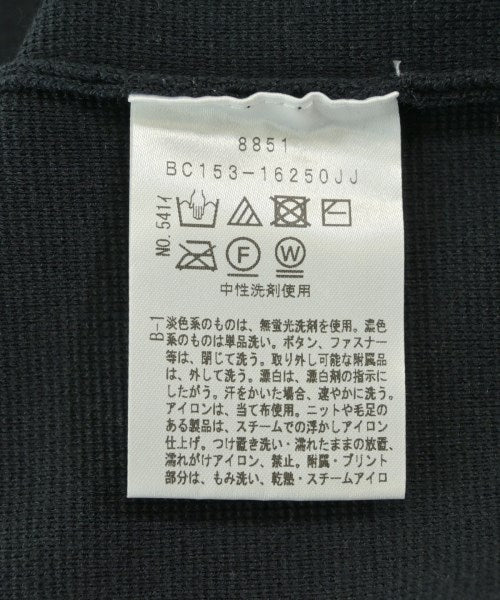 8851
BC153-16250JJ
NO.541イ
F
W
中性洗剤使用
B-1
淡色系のものは、無蛍光洗剤を使用。濃色
系のものは単品洗い。ボタン、ファスナー
等は、閉じて洗う。取り外し可能な附属品
は、外して洗う。漂白は、漂白剤の指示に
したがう。汗をかいた場合、速やかに洗う。
アイロンは、当て布使用。ニットや毛足の
ある製品は、スチームでの浮かしアイロン
仕上げ。つけ置き洗い・濡れたままの放置、
濡れがけアイロン、禁止。附属・プリント
部分は、もみ洗い、乾熱・スチームアイロ